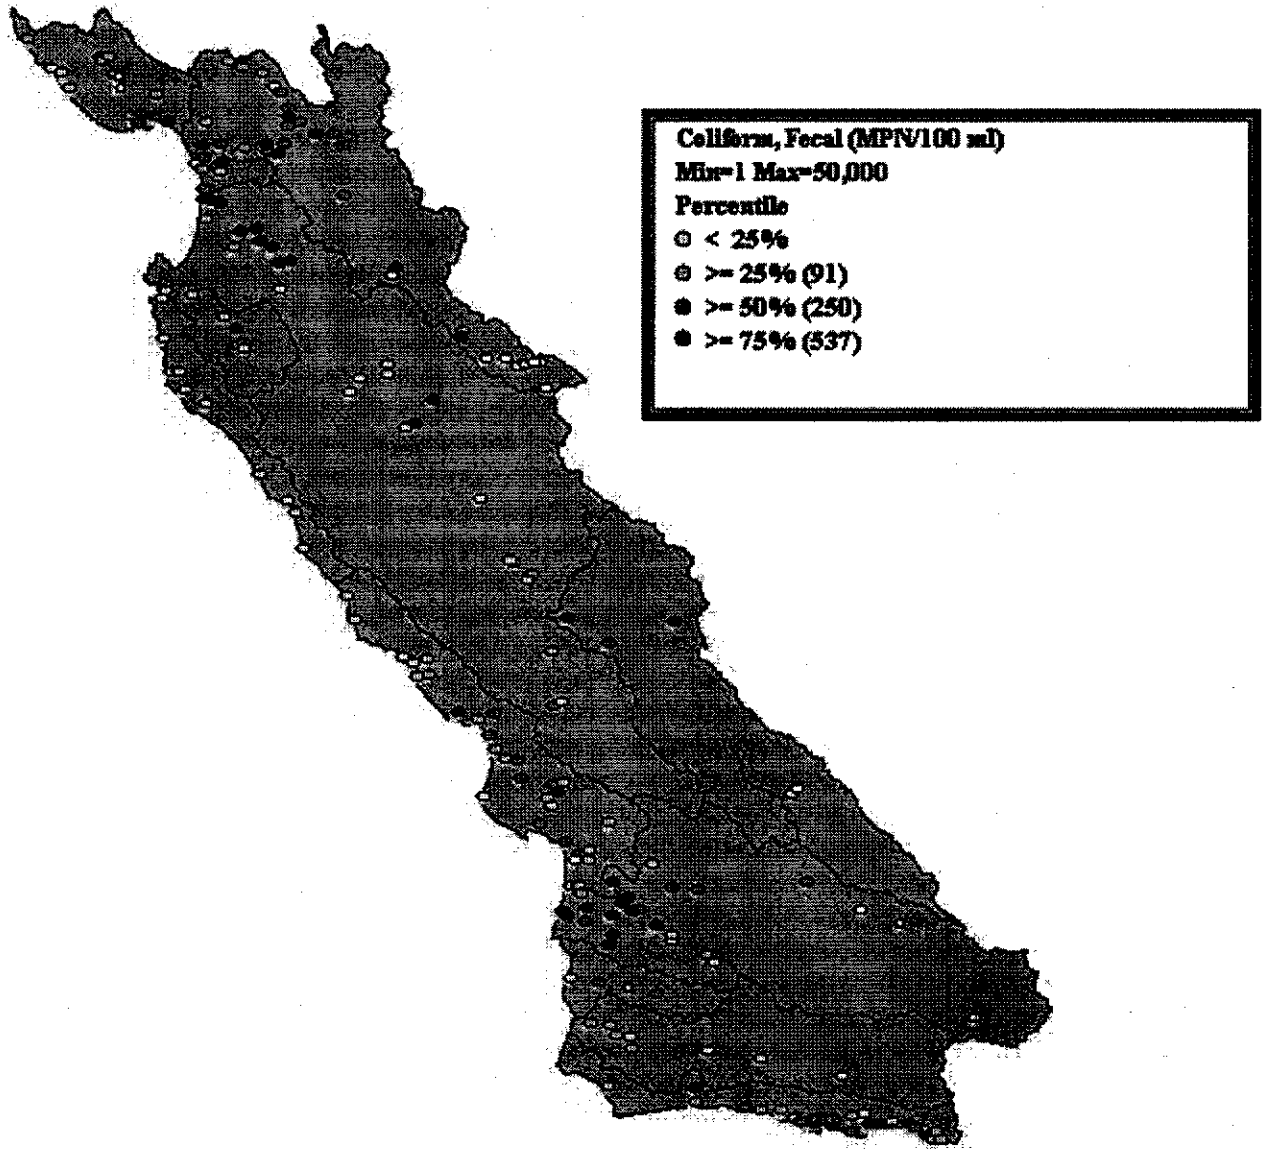 Coliform, Fecal (MPN/100 ml)
Min=1 Max=50,000
Percentile
< 25%
>= 25% (91)
>= 50% (250)
>= 75% (537)